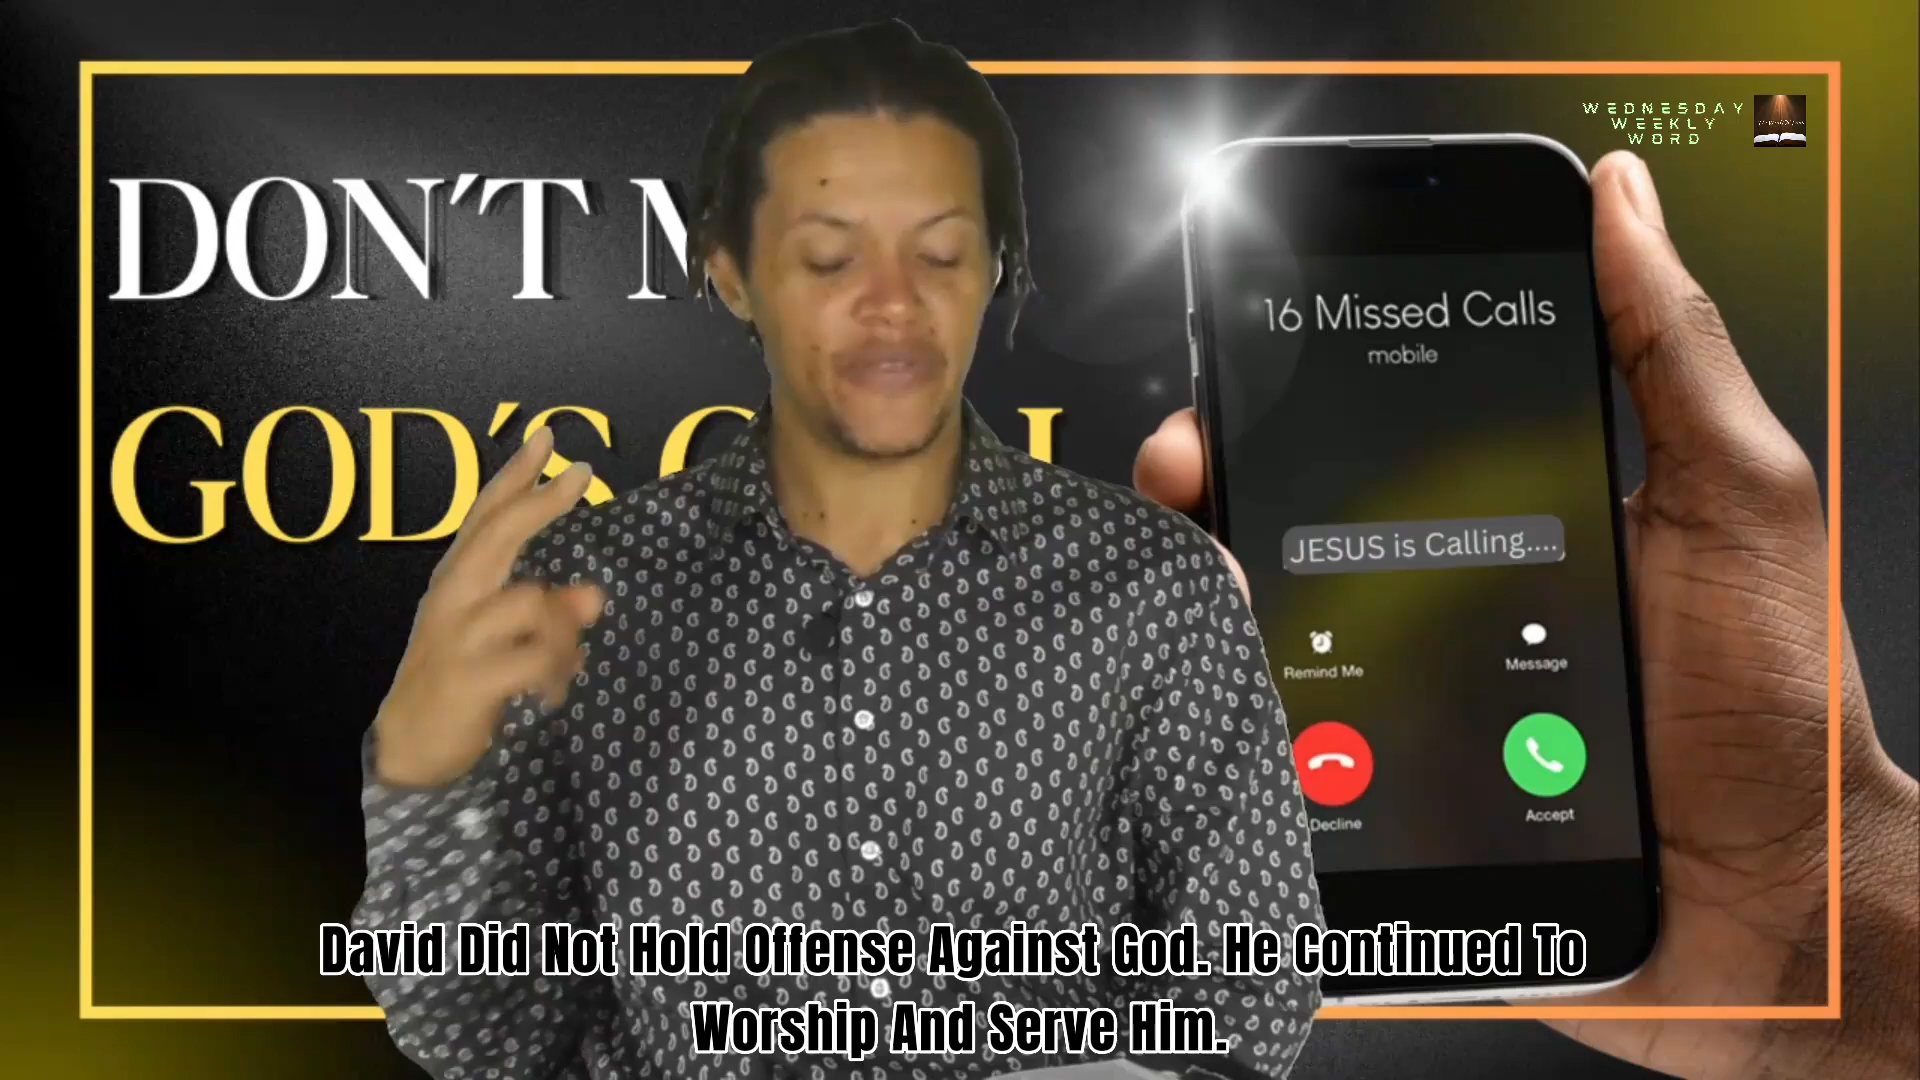 WEDNESDAY
WEEKLY
WORD
DON'T
GOD'S
16 Missed Calls
mobile
JESUS is Calling....
Remind Me
Message
Decline
Accept
David Did Not Hold Offense Against God. He Continued To
Worship And Serve Him.